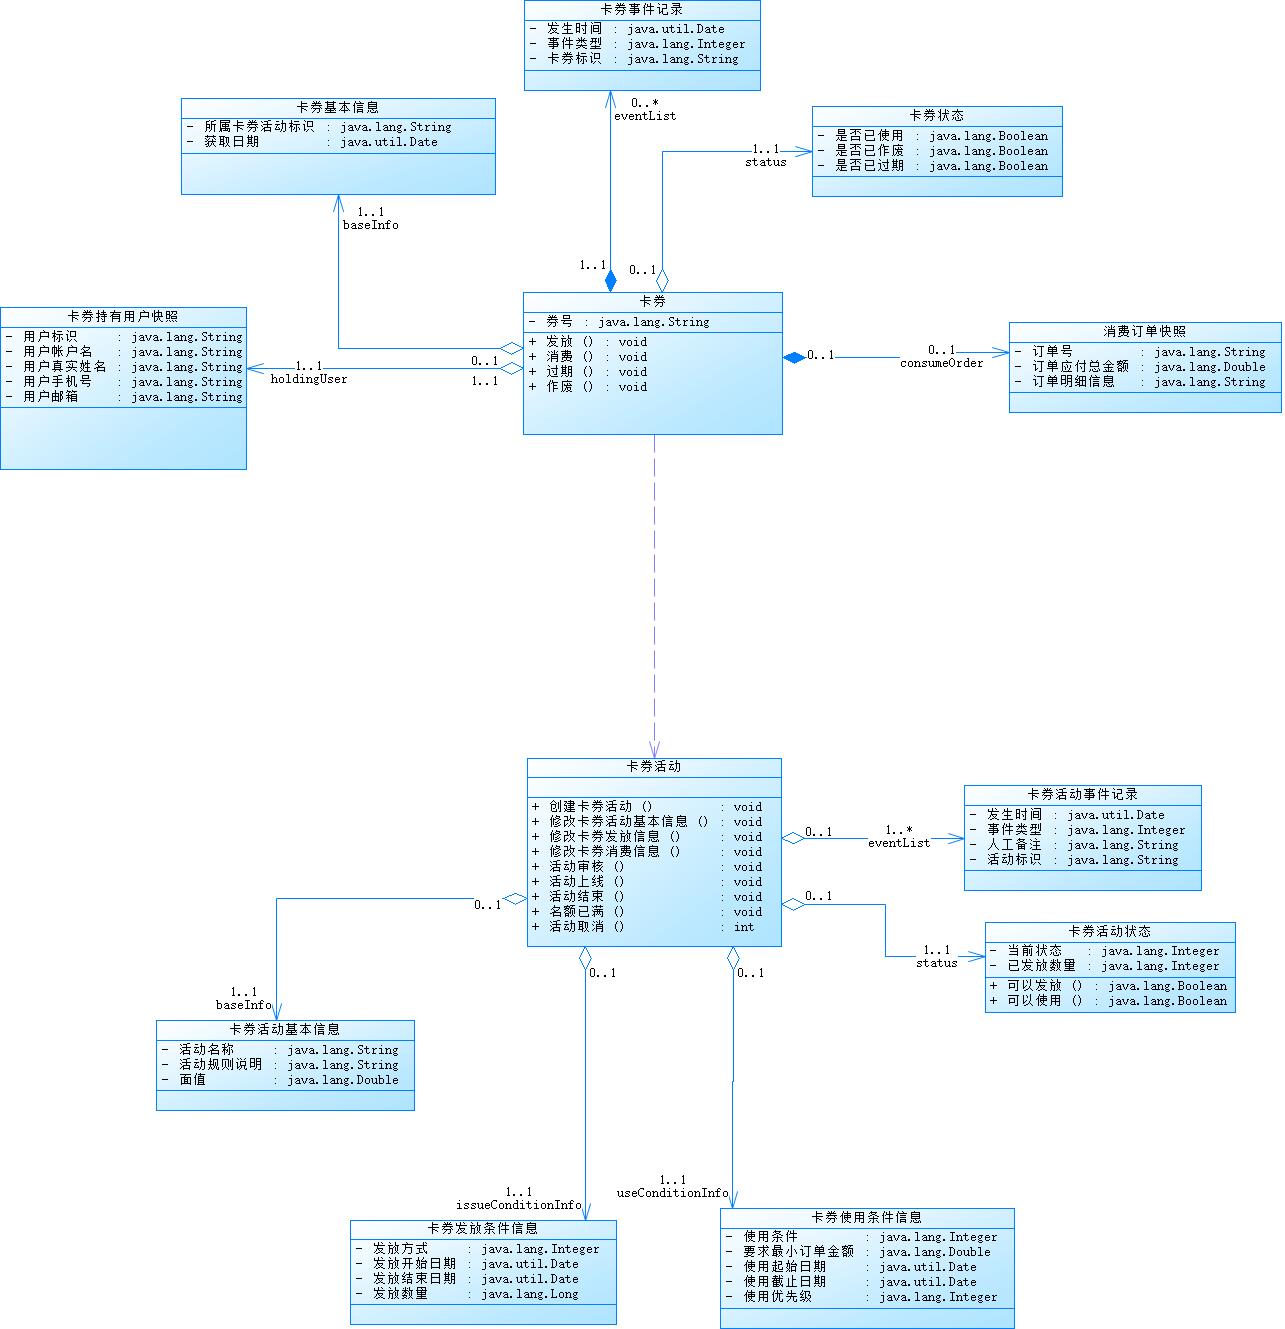 卡券事件记录
- 发生时间 : java.util.Date
- 事件类型 : java.lang.Integer
- 卡券标识 : java.lang.String
0..*
eventList
卡券基本信息
- 所属卡券活动标识 : java.lang.String
- 获取日期 : java.util.Date
卡券状态
- 是否已使用 : java.lang.Boolean
- 是否已作废 : java.lang.Boolean
- 是否已过期 : java.lang.Boolean
1..1
status
1..1
baseInfo
1..1
0..1
卡券
- 券号 : java.lang.String
+ 发放 () : void
+ 消费 () : void
+ 过期 () : void
+ 作废 () : void
卡券持有用户快照
- 用户标识 : java.lang.String
- 用户帐户名 : java.lang.String
- 用户真实姓名 : java.lang.String
- 用户手机号 : java.lang.String
- 用户邮箱 : java.lang.String
1..1
holdingUser
0..1
1..1
0..1
0..1
consumeOrder
消费订单快照
- 订单号 : java.lang.String
- 订单应付总金额 : java.lang.Double
- 订单明细信息 : java.lang.String
卡券活动
+ 创建卡券活动 () : void
+ 修改卡券活动基本信息 () : void
+ 修改卡券发放信息 () : void
+ 修改卡券消费信息 () : void
+ 活动审核 () : void
+ 活动上线 () : void
+ 活动结束 () : void
+ 名额已满 () : void
+ 活动取消 () : int
0..1
1..*
eventList
卡券活动事件记录
- 发生时间 : java.util.Date
- 事件类型 : java.lang.Integer
- 人工备注 : java.lang.String
- 活动标识 : java.lang.String
0..1
1..1
status
卡券活动状态
- 当前状态 : java.lang.Integer
- 已发放数量 : java.lang.Integer
+ 可以发放 () : java.lang.Boolean
+ 可以使用 () : java.lang.Boolean
0..1
1..1
baseInfo
卡券活动基本信息
- 活动名称 : java.lang.String
- 活动规则说明 : java.lang.String
- 面值 : java.lang.Double
0..1
0..1
1..1
issueConditionInfo
1..1
useConditionInfo
卡券发放条件信息
- 发放方式 : java.lang.Integer
- 发放开始日期 : java.util.Date
- 发放结束日期 : java.util.Date
- 发放数量 : java.lang.Long
卡券使用条件信息
- 使用条件 : java.lang.Integer
- 要求最小订单金额 : java.lang.Double
- 使用起始日期 : java.util.Date
- 使用截止日期 : java.util.Date
- 使用优先级 : java.lang.Integer